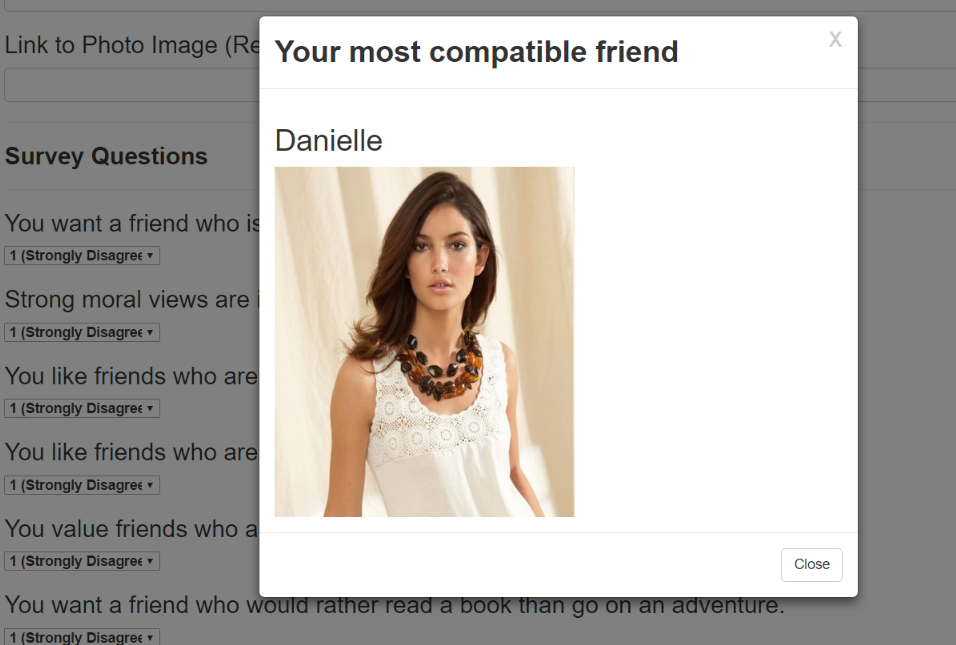 Your most compatible friend
X
Danielle
Close
Link to Photo Image (Re
Survey Questions
You want a friend who is
1 (Strongly Disagree
Strong moral views are i
1 (Strongly Disagree
You like friends who are
1 (Strongly Disagree
You like friends who are
1 (Strongly Disagree
You value friends who a
1 (Strongly Disagree
You want a friend who would rather read a book than go on an adventure.
1 (Strongly Disagree